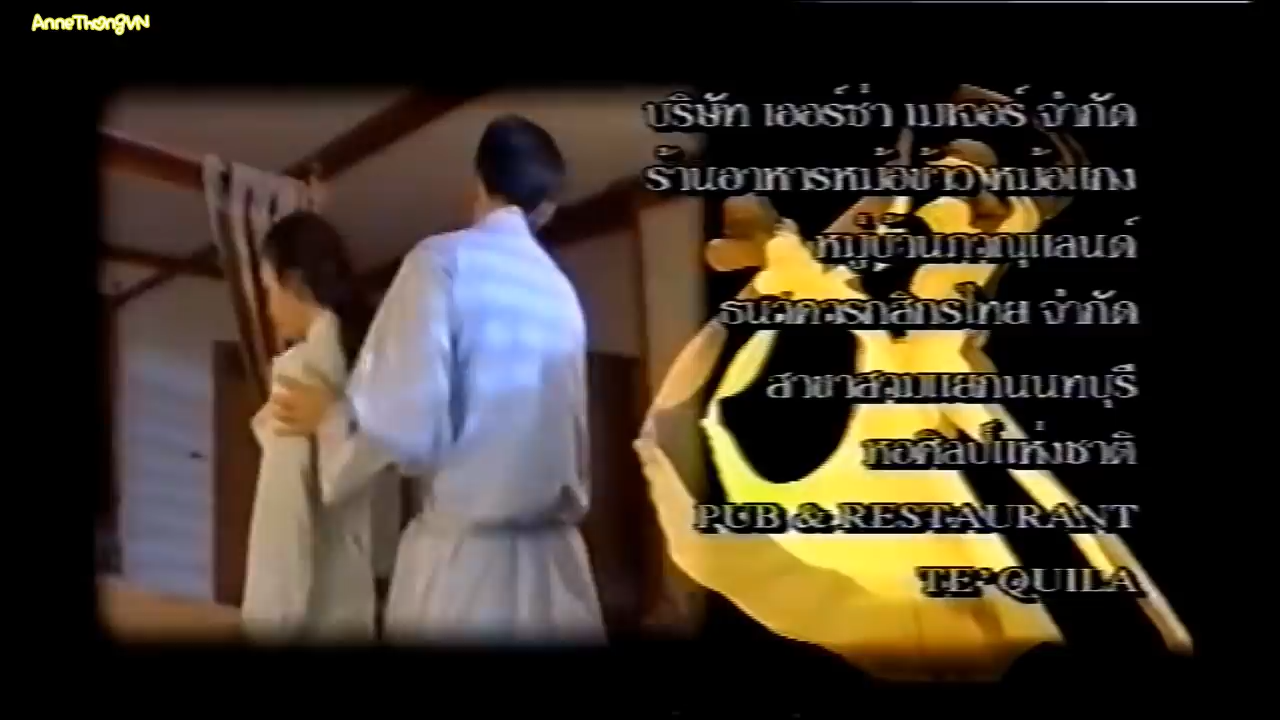 AnneThongVN
บริษัท เออร์ซ่า เมเจอร์ จำกัด
ร้านอาหารหม้อข้าว หม้อแกง
หมู่บ้านภาณุแลนด์
ธนาคารกสิกรไทย จำกัด
สาขาสามแยกนนทบุรี
หอศิลป์แห่งชาติ
PUB & RESTAURANT
TE'QUILA